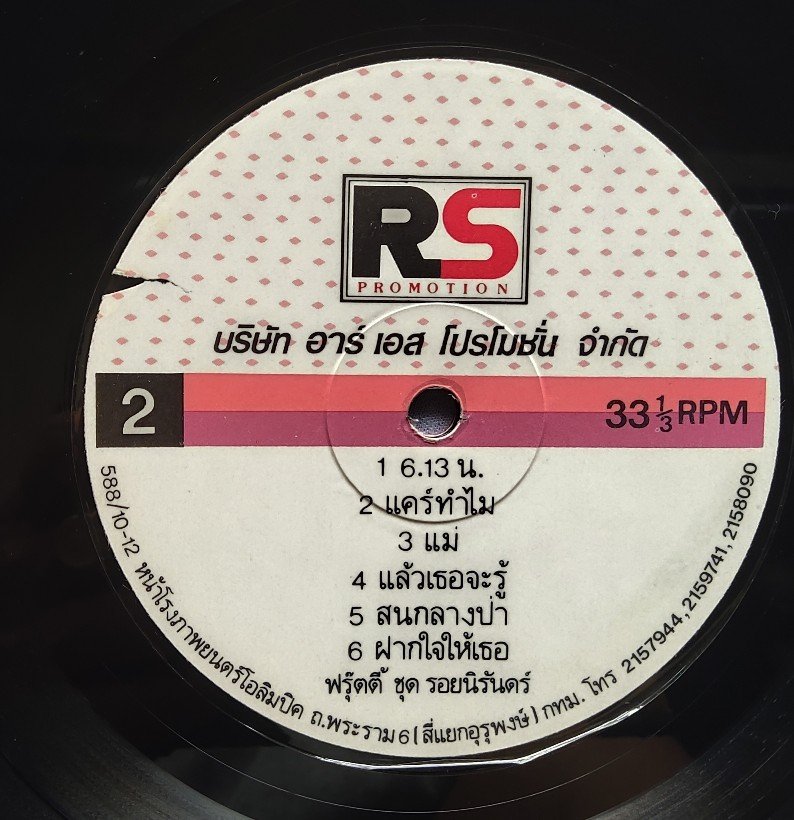 RS
PROMOTION
บริษัท อาร์ เอส โปรโมชั่น จำกัด
2
33 1/3 RPM
1 6.13 น.
2 แคร์ทำไม
3 แม่
4 แล้วเธอจะรู้
5 สนกลางป่า
6 ฝากใจให้เธอ
ฟรุ๊ตตี้ ชุด รอยนิรันดร์
588/10-12 หน้าโรงภาพยนตร์โอลิมปิค ถ.พระราม 6 (สี่แยกอุรุพงษ์) กทม. โทร 2157944, 2159741, 2158090